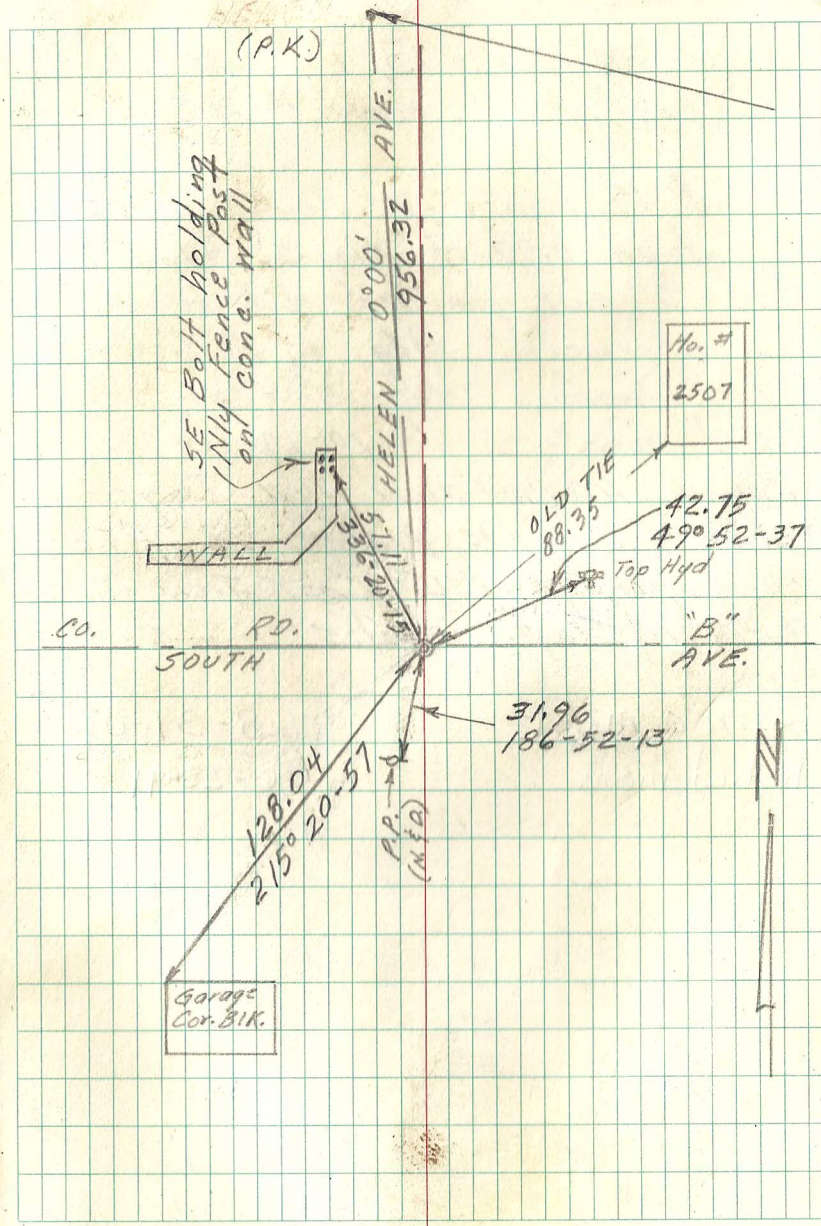 (P.K.)
SE Bolt holding
Nly Fence Post
on conc. wall
HELEN AVE.
0°00'
956.32
Ho. #
2507
OLD TIE
88.35
42.75
49° 52-37
Top Hyd
WALL
336-20-15
CO. RD. "B"
SOUTH AVE.
31.96
186-52-13
128.04
215° 20-57
P.P.
Garage
Cor. Blk.
N